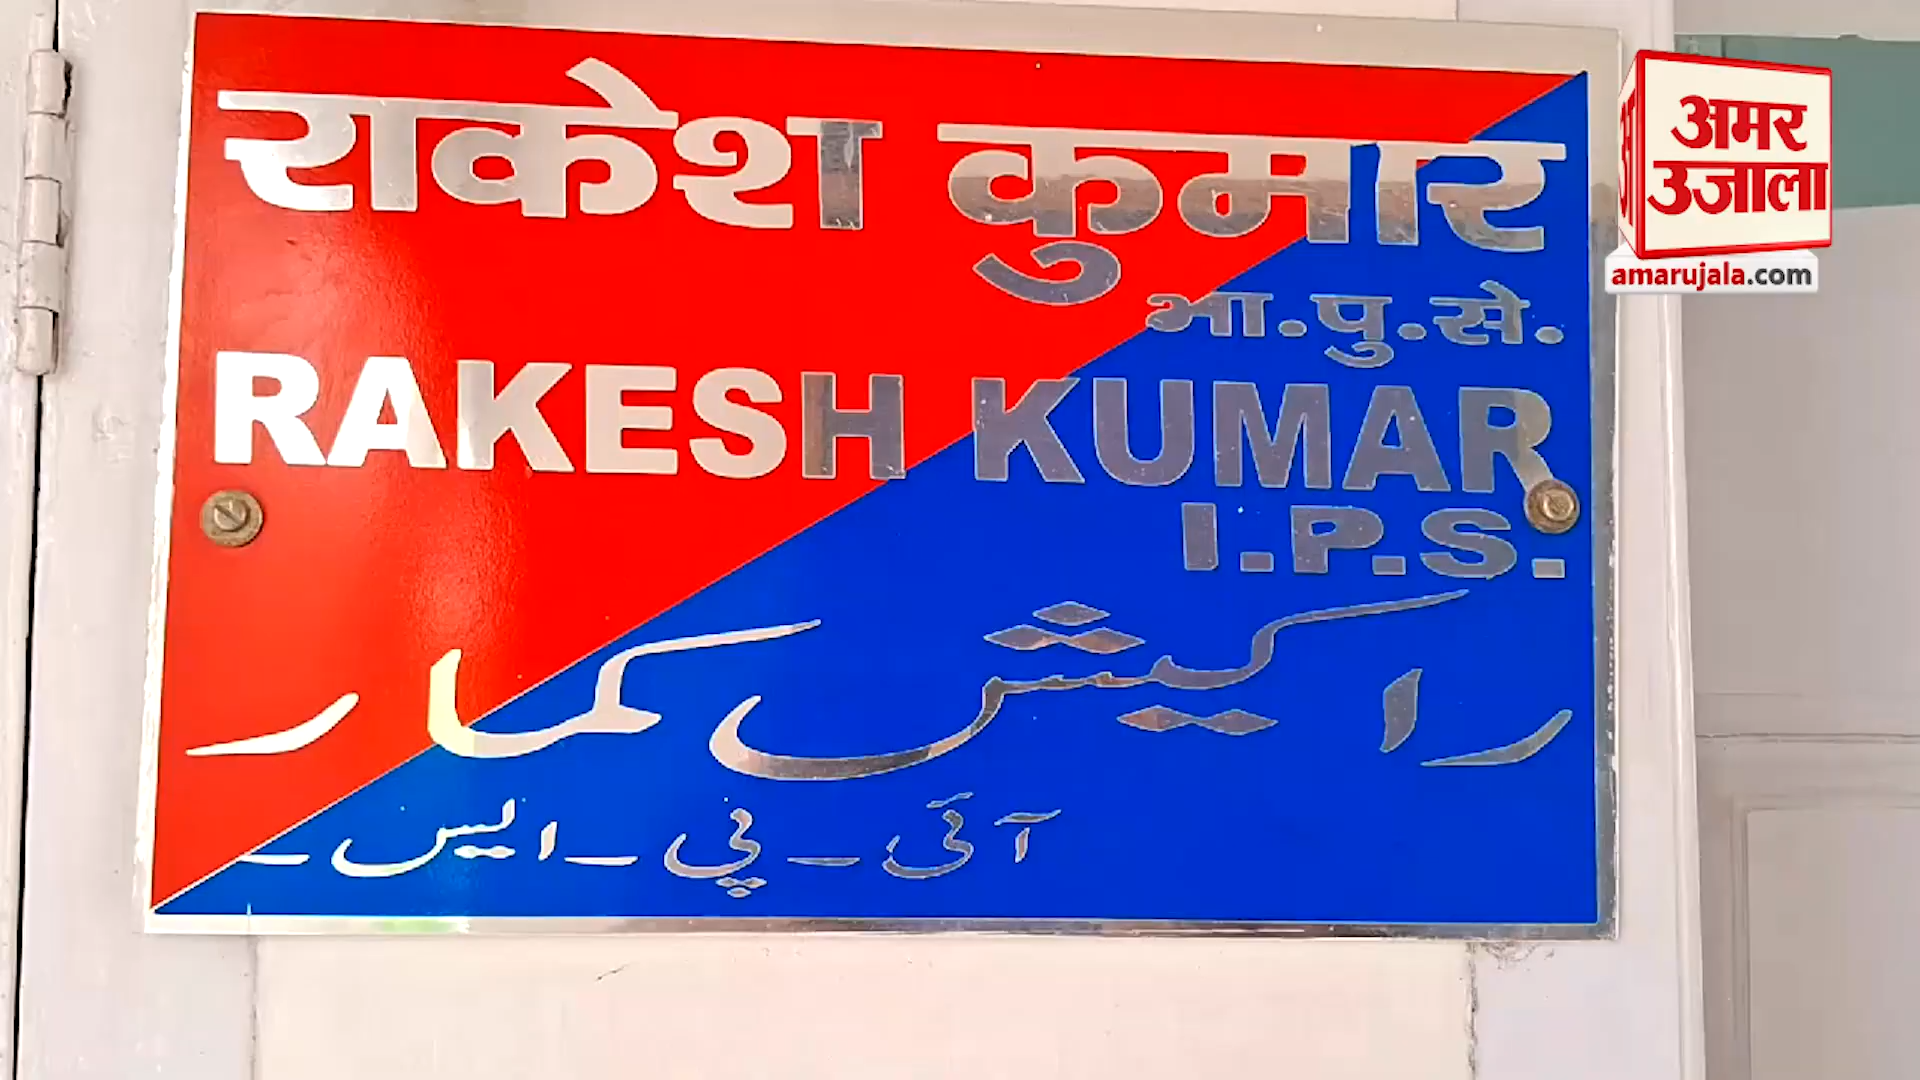 राकेश कुमार
भा.पु.से.
RAKESH KUMAR
I.P.S.
راکیش کمار
آئی - پی - ایس -
अमर
उजाला
amarujala.com